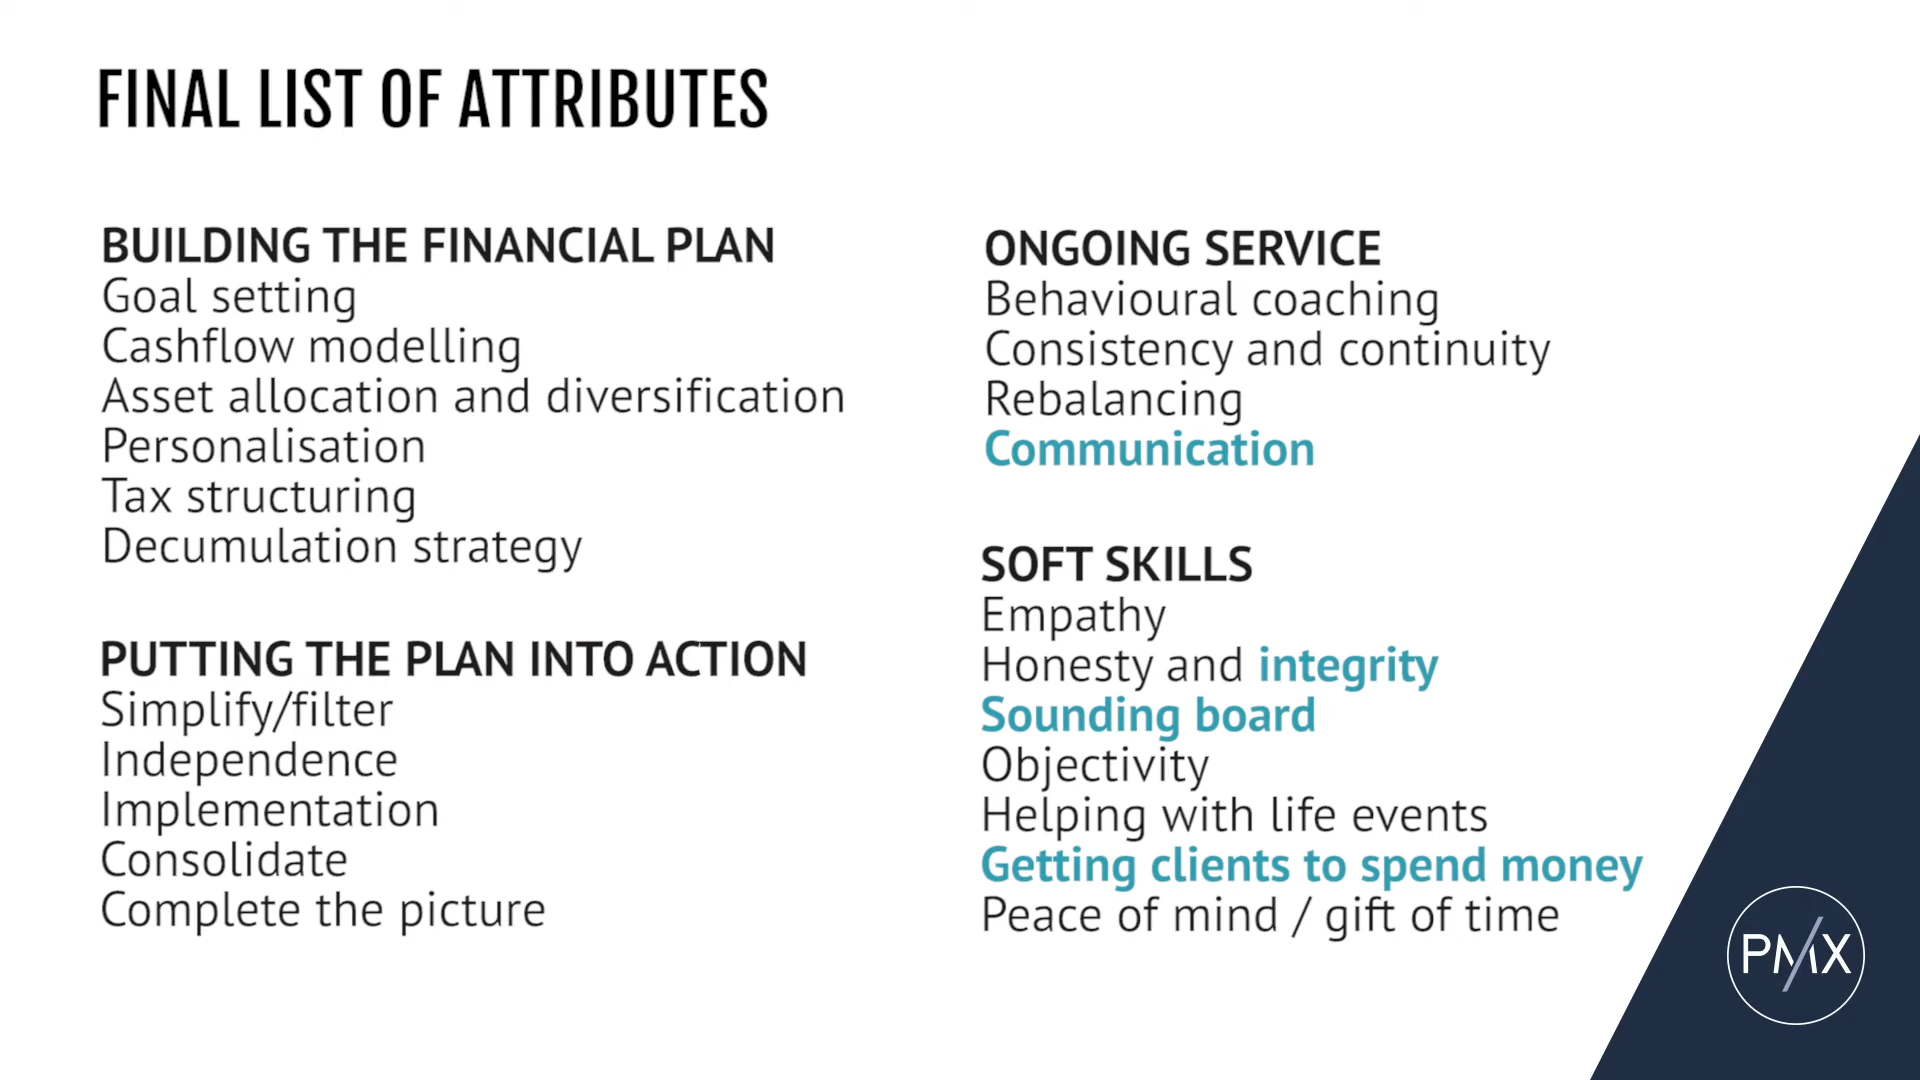 FINAL LIST OF ATTRIBUTES
BUILDING THE FINANCIAL PLAN
Goal setting
Cashflow modelling
Asset allocation and diversification
Personalisation
Tax structuring
Decumulation strategy
PUTTING THE PLAN INTO ACTION
Simplify/filter
Independence
Implementation
Consolidate
Complete the picture
ONGOING SERVICE
Behavioural coaching
Consistency and continuity
Rebalancing
Communication
SOFT SKILLS
Empathy
Honesty and integrity
Sounding board
Objectivity
Helping with life events
Getting clients to spend money
Peace of mind / gift of time
PMX